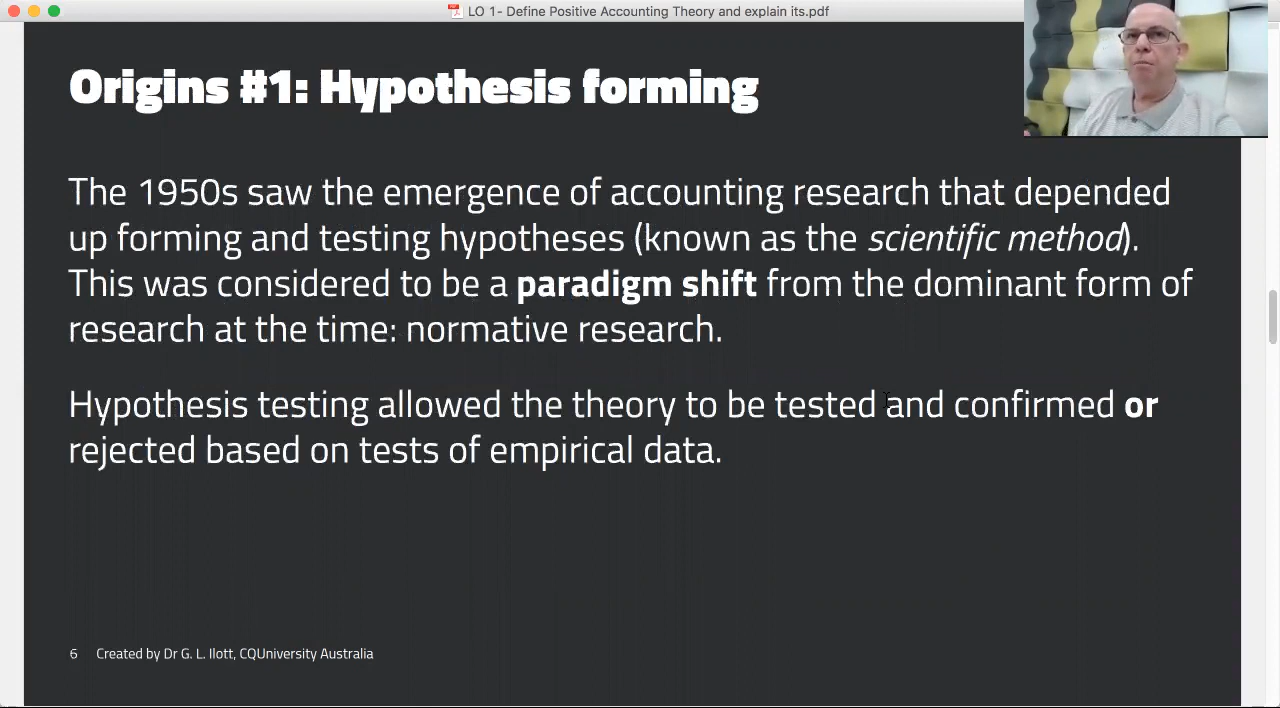 LO 1- Define Positive Accounting Theory and explain its.pdf
Origins #1: Hypothesis forming
The 1950s saw the emergence of accounting research that depended
up forming and testing hypotheses (known as the scientific method).
This was considered to be a paradigm shift from the dominant form of
research at the time: normative research.
Hypothesis testing allowed the theory to be tested and confirmed or
rejected based on tests of empirical data.
6 Created by Dr G. L. Ilott, CQUniversity Australia